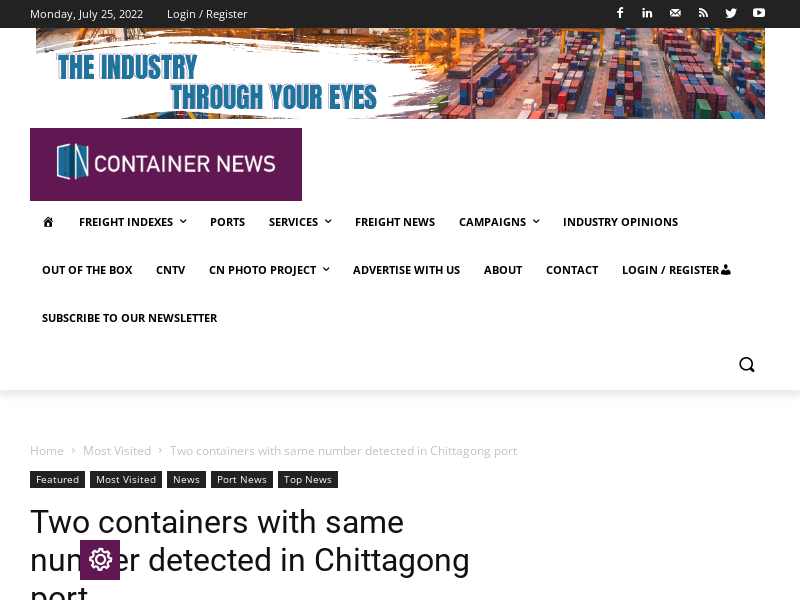 Monday, July 25, 2022 Login / Register
THE INDUSTRY
THROUGH YOUR EYES
CONTAINER NEWS
FREIGHT INDEXES PORTS SERVICES FREIGHT NEWS CAMPAIGNS INDUSTRY OPINIONS
OUT OF THE BOX CNTV CN PHOTO PROJECT ADVERTISE WITH US ABOUT CONTACT LOGIN / REGISTER
SUBSCRIBE TO OUR NEWSLETTER
Home › Most Visited › Two containers with same number detected in Chittagong port
Featured Most Visited News Port News Top News
Two containers with same
number detected in Chittagong
port